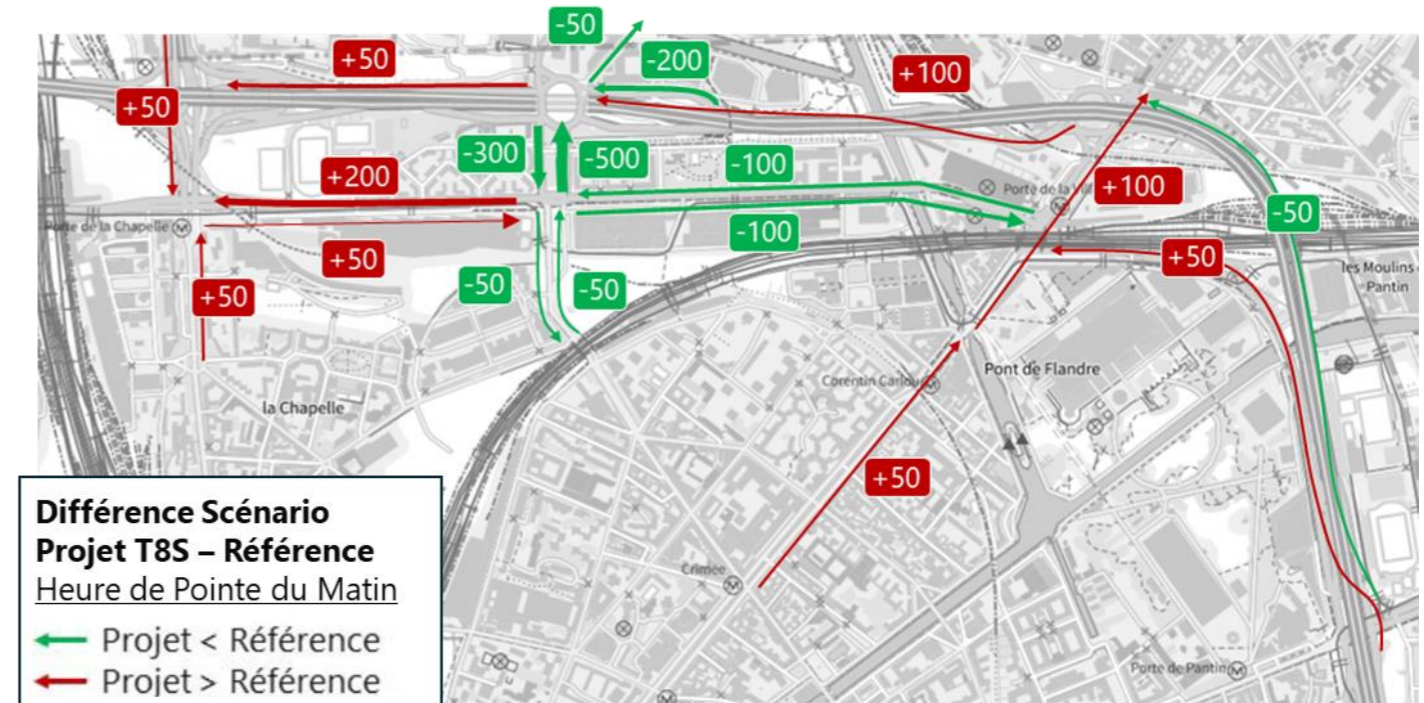 -50
+50
-200
+100
+50
-300
-500
-100
+200
+100
Porte de la Vill
-50
Porte de la Chapelle
-100
+50
+50
les Moulins
Pantin
-50
-50
+50
Pont de Flandre
Corentin Cariou
la Chapelle
+50
Crimée
Porte de Pantin
Différence Scénario
Projet T8S – Référence
Heure de Pointe du Matin
Projet < Référence
Projet > Référence